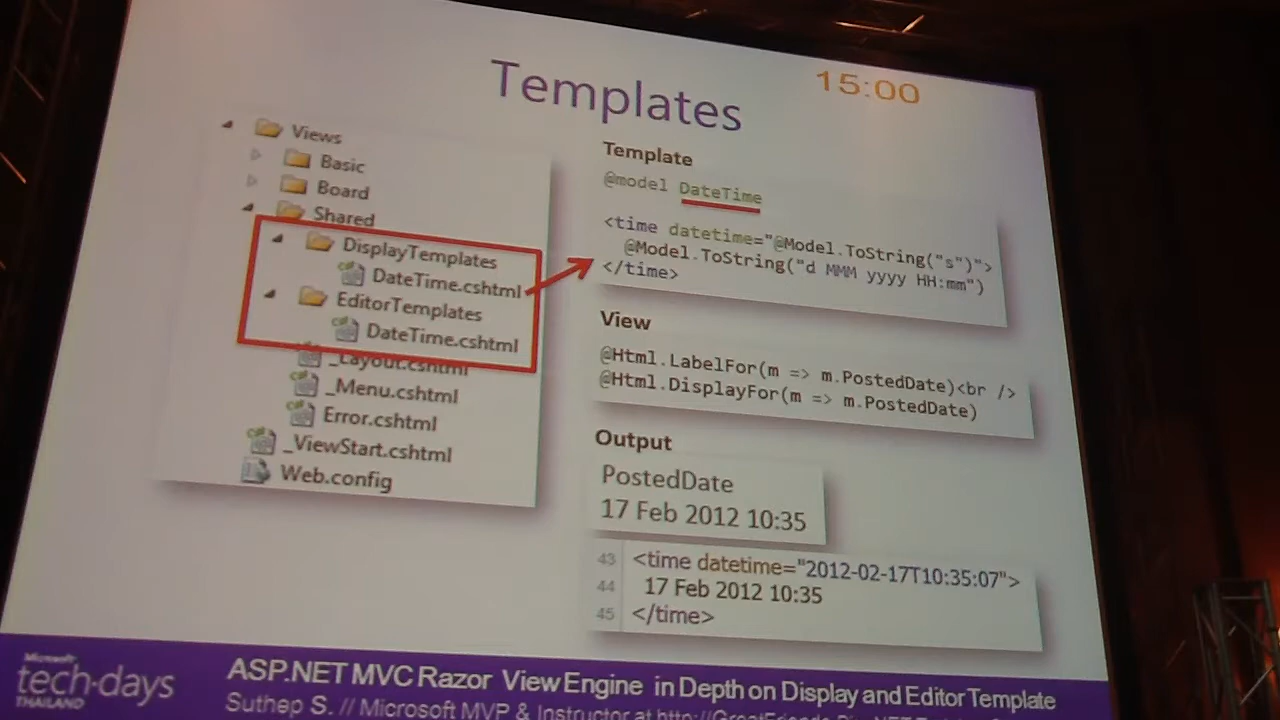 Templates
15:00
Views
Basic
Board
Shared
DisplayTemplates
DateTime.cshtml
EditorTemplates
DateTime.cshtml
_Layout.cshtml
_Menu.cshtml
Error.cshtml
_ViewStart.cshtml
Web.config
Template
@model DateTime
<time datetime="@Model.ToString("s")">
@Model.ToString("d MMM yyyy HH:mm")
</time>
View
@Html.LabelFor(m => m.PostedDate)<br />
@Html.DisplayFor(m => m.PostedDate)
Output
PostedDate
17 Feb 2012 10:35
43 <time datetime="2012-02-17T10:35:07">
44 17 Feb 2012 10:35
45 </time>
Microsoft
tech·days
THAILAND
ASP.NET MVC Razor View Engine in Depth on Display and Editor Template
Suthep S. // Microsoft MVP & Instructor at